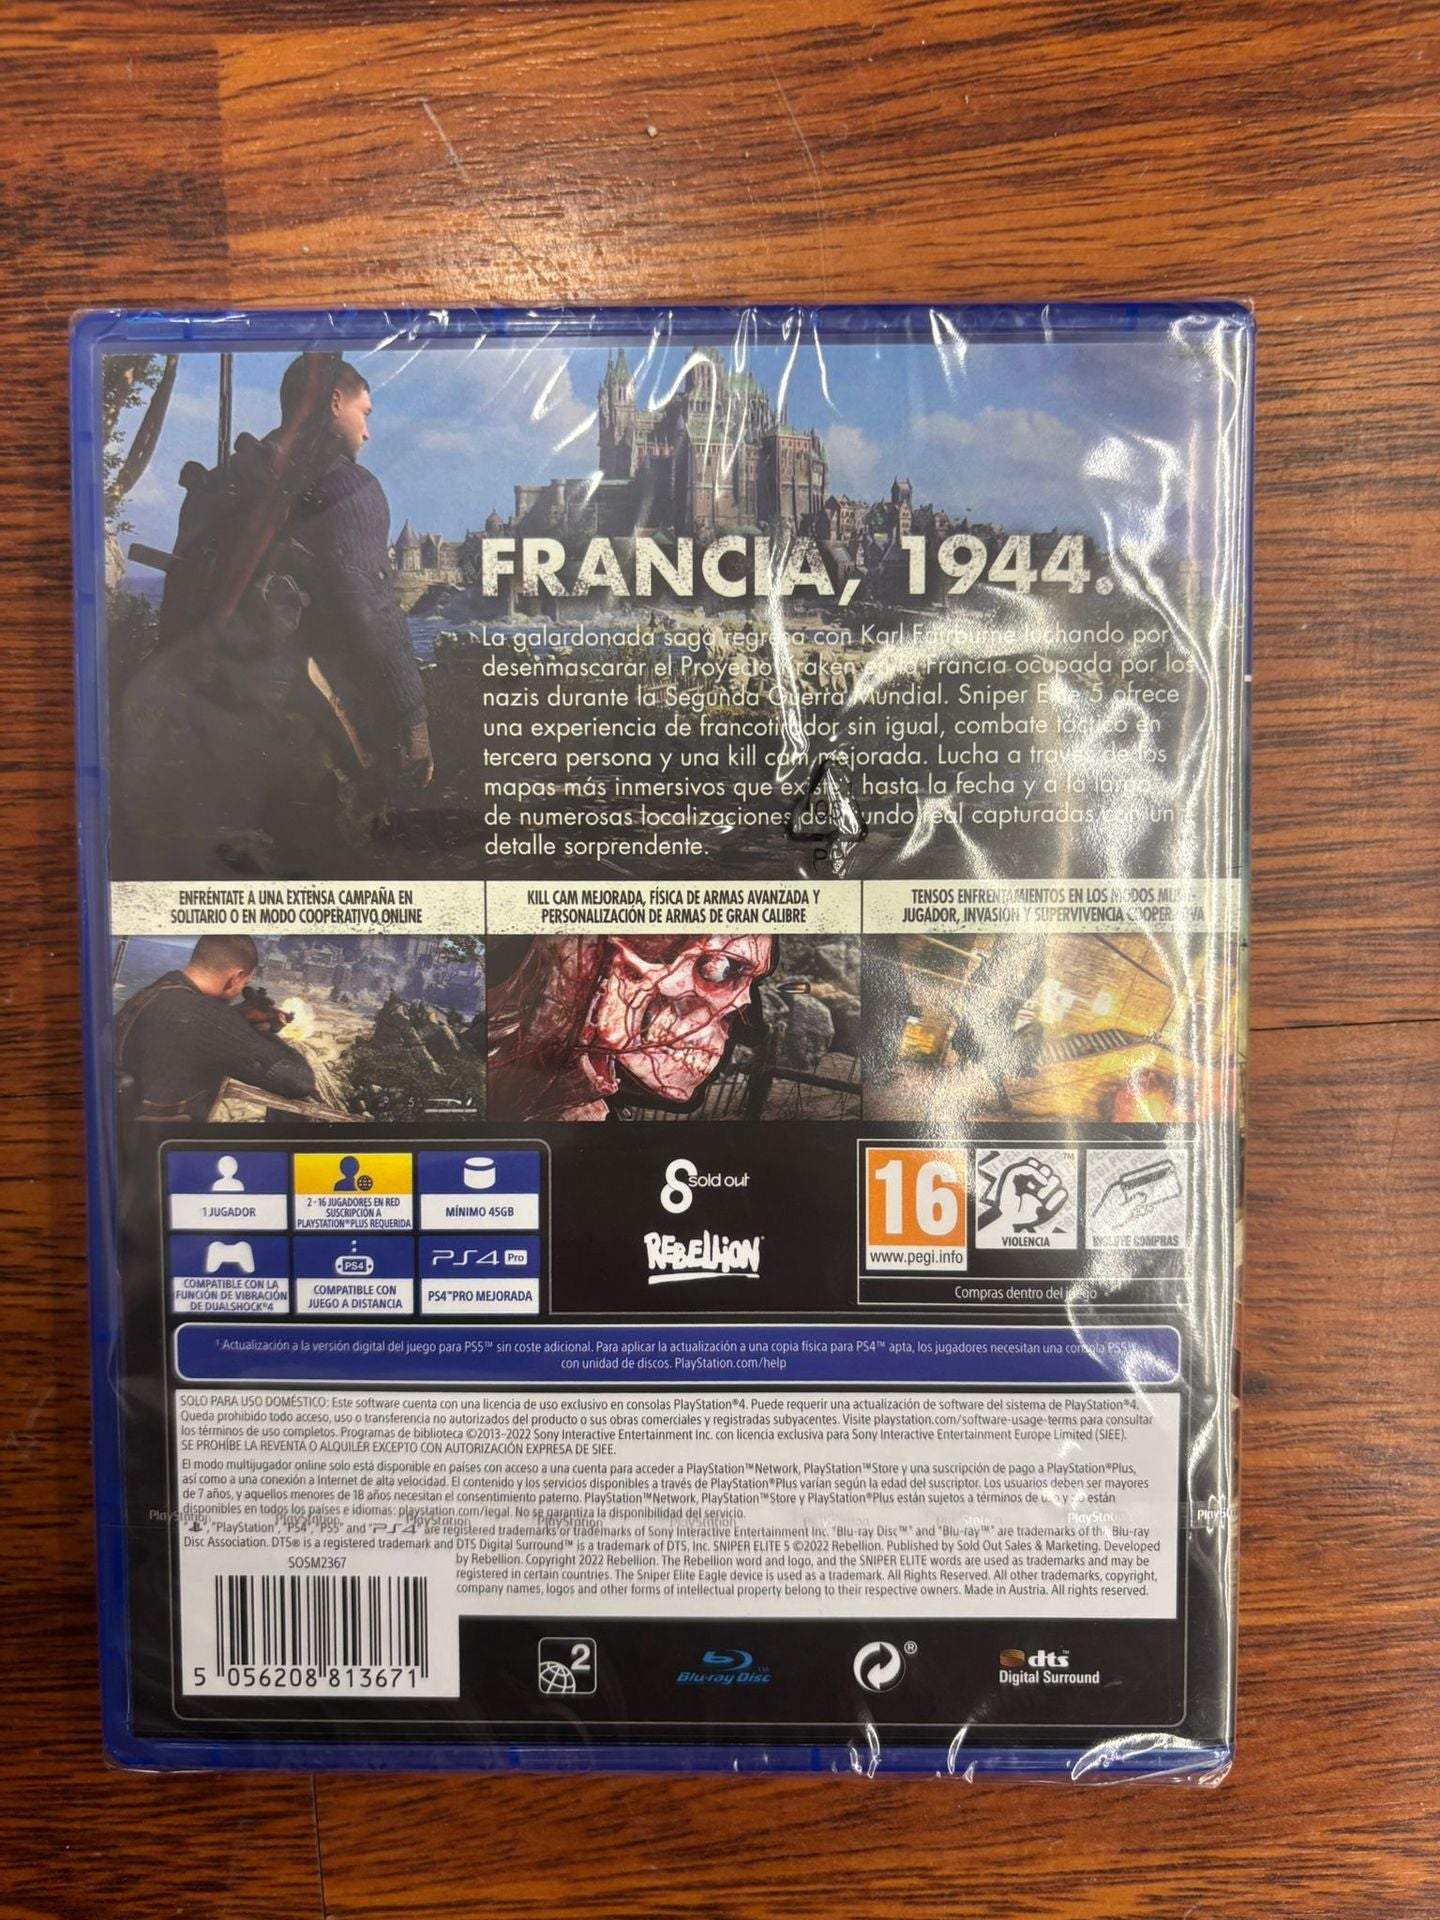 FRANCIA, 1944.
La galardonada saga regresa con Karl Fairburne luchando por
desenmascarar el Proyecto Kraken en la Francia ocupada por los
nazis durante la Segunda Guerra Mundial. Sniper Elite 5 ofrece
una experiencia de francotirador sin igual, combate táctico en
tercera persona y una kill cam mejorada. Lucha a través de los
mapas más inmersivos que existen hasta la fecha y a lo largo
de numerosas localizaciones del mundo real capturadas con un
detalle sorprendente.
ENFRÉNTATE A UNA EXTENSA CAMPAÑA EN
SOLITARIO O EN MODO COOPERATIVO ONLINE
KILL CAM MEJORADA, FÍSICA DE ARMAS AVANZADA Y
PERSONALIZACIÓN DE ARMAS DE GRAN CALIBRE
TENSOS ENFRENTAMIENTOS EN LOS MODOS MULTI-
JUGADOR, INVASIÓN Y SUPERVIVENCIA COOPERATIVA
1 JUGADOR
2 - 16 JUGADORES EN RED
SUSCRIPCIÓN A
PLAYSTATION®PLUS REQUERIDA
MÍNIMO 45GB
COMPATIBLE CON LA
FUNCIÓN DE VIBRACIÓN
DE DUALSHOCK®4
PS4
COMPATIBLE CON
JUEGO A DISTANCIA
PS4 Pro
PS4™PRO MEJORADA
sold out
REBELLION
16
www.pegi.info
VIOLENCIA
INCLUYE COMPRAS
Compras dentro del juego
¹ Actualización a la versión digital del juego para PS5™ sin coste adicional. Para aplicar la actualización a una copia física para PS4™ apta, los jugadores necesitan una consola PS5™
con unidad de discos. PlayStation.com/help
SOLO PARA USO DOMÉSTICO: Este software cuenta con una licencia de uso exclusivo en consolas PlayStation®4. Puede requerir una actualización de software del sistema de PlayStation®4.
Queda prohibido todo acceso, uso o transferencia no autorizados del producto o sus obras comerciales y registradas subyacentes. Visite playstation.com/software-usage-terms para consultar
los términos de uso completos. Programas de biblioteca ©2013-2022 Sony Interactive Entertainment Inc. con licencia exclusiva para Sony Interactive Entertainment Europe Limited (SIEE).
SE PROHÍBE LA REVENTA O ALQUILER EXCEPTO CON AUTORIZACIÓN EXPRESA DE SIEE.
El modo multijugador online solo está disponible en países con acceso a una cuenta para acceder a PlayStation™Network, PlayStation™Store y una suscripción de pago a PlayStation®Plus,
así como a una conexión a Internet de alta velocidad. El contenido y los servicios disponibles a través de PlayStation®Plus varían según la edad del suscriptor. Los usuarios deben ser mayores
de 7 años, y aquellos menores de 18 años necesitan el consentimiento paterno. PlayStation™Network, PlayStation™Store y PlayStation®Plus están sujetos a términos de uso y no están
disponibles en todos los países e idiomas: playstation.com/legal. No se garantiza la disponibilidad del servicio.
"PlayStation", "PS4", "PS5" and "PS4" are registered trademarks or trademarks of Sony Interactive Entertainment Inc. "Blu-ray Disc™" and "Blu-ray™" are trademarks of the Blu-ray
Disc Association. DTS® is a registered trademark and DTS Digital Surround™ is a trademark of DTS, Inc. SNIPER ELITE 5 ©2022 Rebellion. Published by Sold Out Sales & Marketing. Developed
by Rebellion. Copyright 2022 Rebellion. The Rebellion word and logo, and the SNIPER ELITE words are used as trademarks and may be
registered in certain countries. The Sniper Elite Eagle device is used as a trademark. All Rights Reserved. All other trademarks, copyright,
company names, logos and other forms of intellectual property belong to their respective owners. Made in Austria. All rights reserved.
SOSM2367
5 056208 813671
2
Blu-ray Disc™
®
dts™
Digital Surround